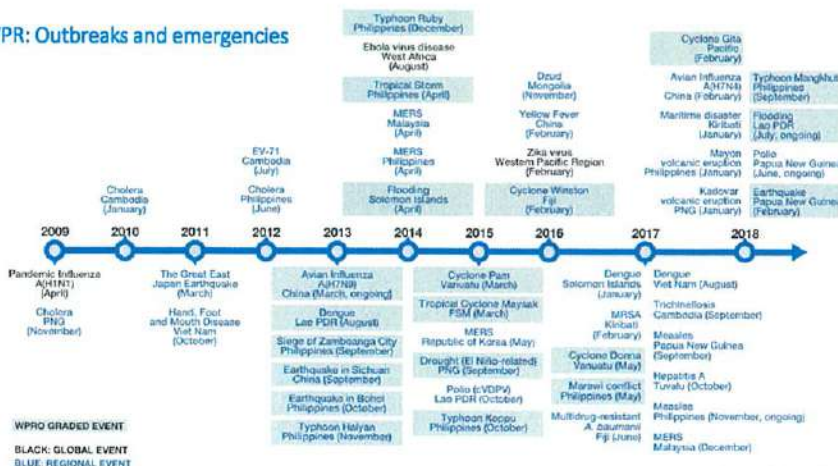 PR: Outbreaks and emergencies
Typhoon Ruby
Philippines (December)
Ebola virus disease
West Africa
(August)
Tropical Storm
Philippines (April)
MERS
Malaysia
(April)
MERS
Philippines
(April)
Flooding
Solomon Islands
(April)
Dzud
Mongolia
(November)
Yellow Fever
China
(February)
Zika virus
Western Pacific Region
(February)
Cyclone Winston
Fiji
(February)
Cyclone Gita
Pacific
(February)
Avian Influenza
A(H7N4)
China (February)
Maritime disaster
Kiribati
(January)
Mayon
volcanic eruption
Philippines (January)
Kadovar
volcanic eruption
PNG (January)
Typhoon Mangkhut
Philippines
(September)
Flooding
Lao PDR
(July, ongoing)
Polio
Papua New Guinea
(June, ongoing)
Earthquake
Papua New Guinea
(February)
Cholera
Cambodia
(January)
EV-71
Cambodia
(July)
Cholera
Philippines
(June)
2009 2010 2011 2012 2013 2014 2015 2016 2017 2018
Pandemic Influenza
A(H1N1)
(April)
Cholera
PNG
(November)
The Great East
Japan Earthquake
(March)
Hand, Foot
and Mouth Disease
Viet Nam
(October)
Avian Influenza
A(H7N9)
China (March, ongoing)
Dengue
Lao PDR (August)
Siege of Zamboanga City
Philippines (September)
Earthquake in Sichuan
China (September)
Earthquake in Bohol
Philippines (October)
Typhoon Haiyan
Philippines (November)
Cyclone Pam
Vanuatu (March)
Tropical Cyclone Maysak
FSM (March)
MERS
Republic of Korea (May)
Drought (El Niño-related)
PNG (September)
Polio (cVDPV)
Lao PDR (October)
Typhoon Koppu
Philippines (October)
Dengue
Solomon Islands
(January)
MRSA
Kiribati
(February)
Cyclone Donna
Vanuatu (May)
Marawi conflict
Philippines (May)
Multidrug-resistant
A. baumanii
Fiji (June)
Dengue
Viet Nam (August)
Trichinellosis
Cambodia (September)
Measles
Papua New Guinea
(September)
Hepatitis A
Tuvalu (October)
Measles
Philippines (November, ongoing)
MERS
Malaysia (December)
WPRO GRADED EVENT
BLACK: GLOBAL EVENT
BLUE: REGIONAL EVENT